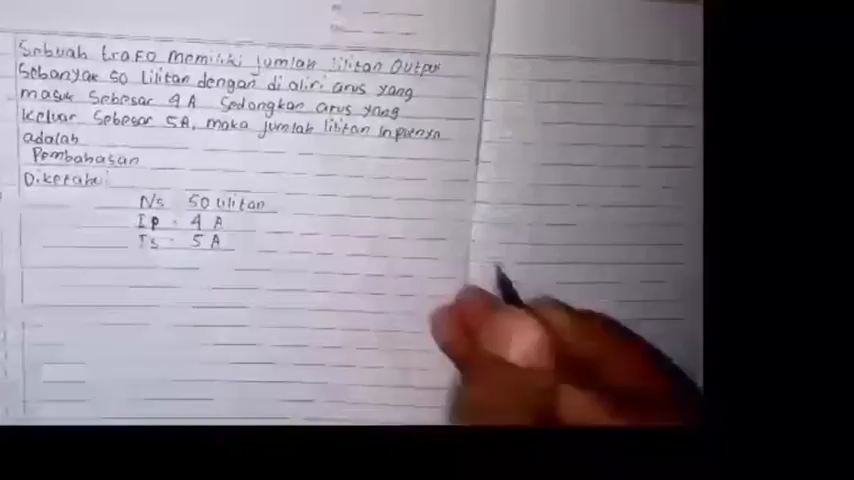 Sebuah trafo memiliki jumlah lilitan Output
Sebanyak 50 Lilitan dengan di aliri arus yang
masuk Sebesar 4 A Sedangkan arus yang
Keluar Sebesar 5A, maka jumlah lilitan Inputnya
adalah
Pembahasan
Diketahui
Ns 50 lilitan
Ip . 4 A
Is . 5 A